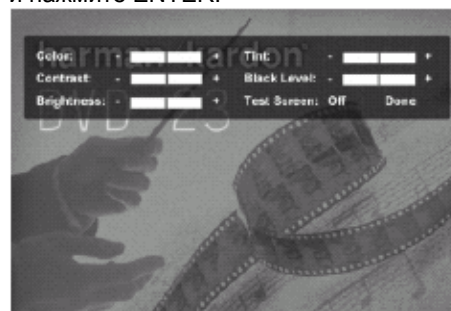 и нажмите ENTER.
harman kardon
Color: - + Tint: - +
Contrast: - + Black Level: - +
Brightness: - + Test Screen: Off Done
DVD 23